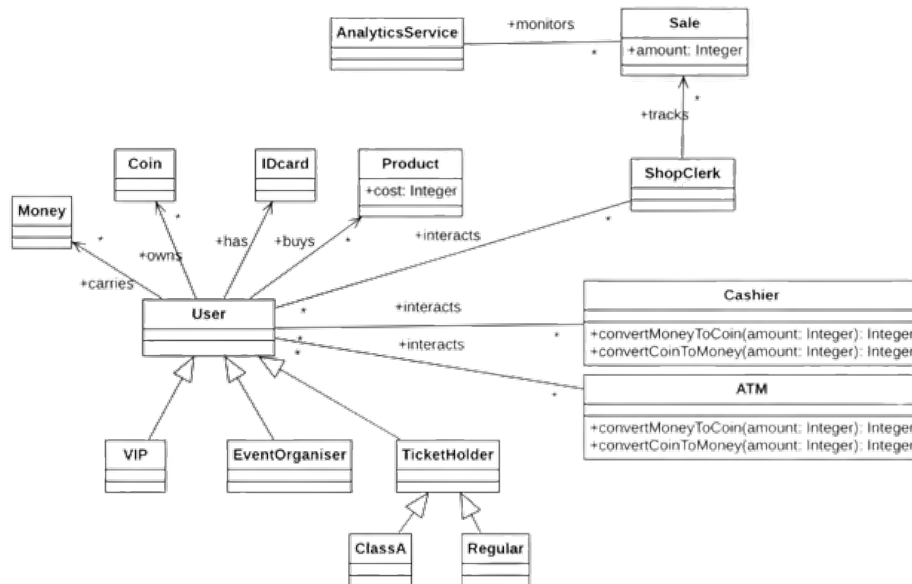 +monitors
Sale
AnalyticsService
*
+amount: Integer
*
+tracks
Coin
IDcard
Product
ShopClerk
+cost: Integer
Money
*
*
*
*
+has
+buys
+interacts
+owns
+carries
User
*
+interacts
Cashier
*
*
+convertMoneyToCoin(amount: Integer): Integer
+convertCoinToMoney(amount: Integer): Integer
+interacts
*
ATM
*
+convertMoneyToCoin(amount: Integer): Integer
+convertCoinToMoney(amount: Integer): Integer
VIP
EventOrganiser
TicketHolder
ClassA
Regular